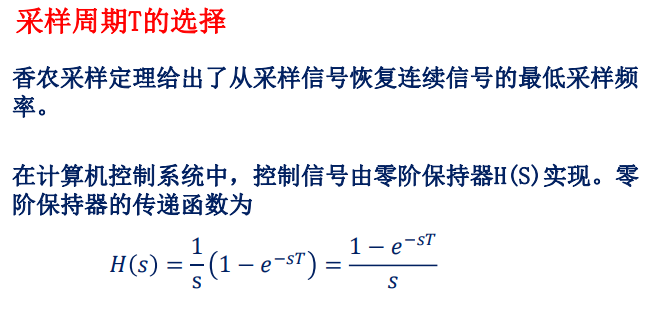 采样周期T的选择
香农采样定理给出了从采样信号恢复连续信号的最低采样频
率。
在计算机控制系统中，控制信号由零阶保持器H(S)实现。零
阶保持器的传递函数为
$H(s) = \frac{1}{s}(1 - e^{-sT}) = \frac{1 - e^{-sT}}{s}$